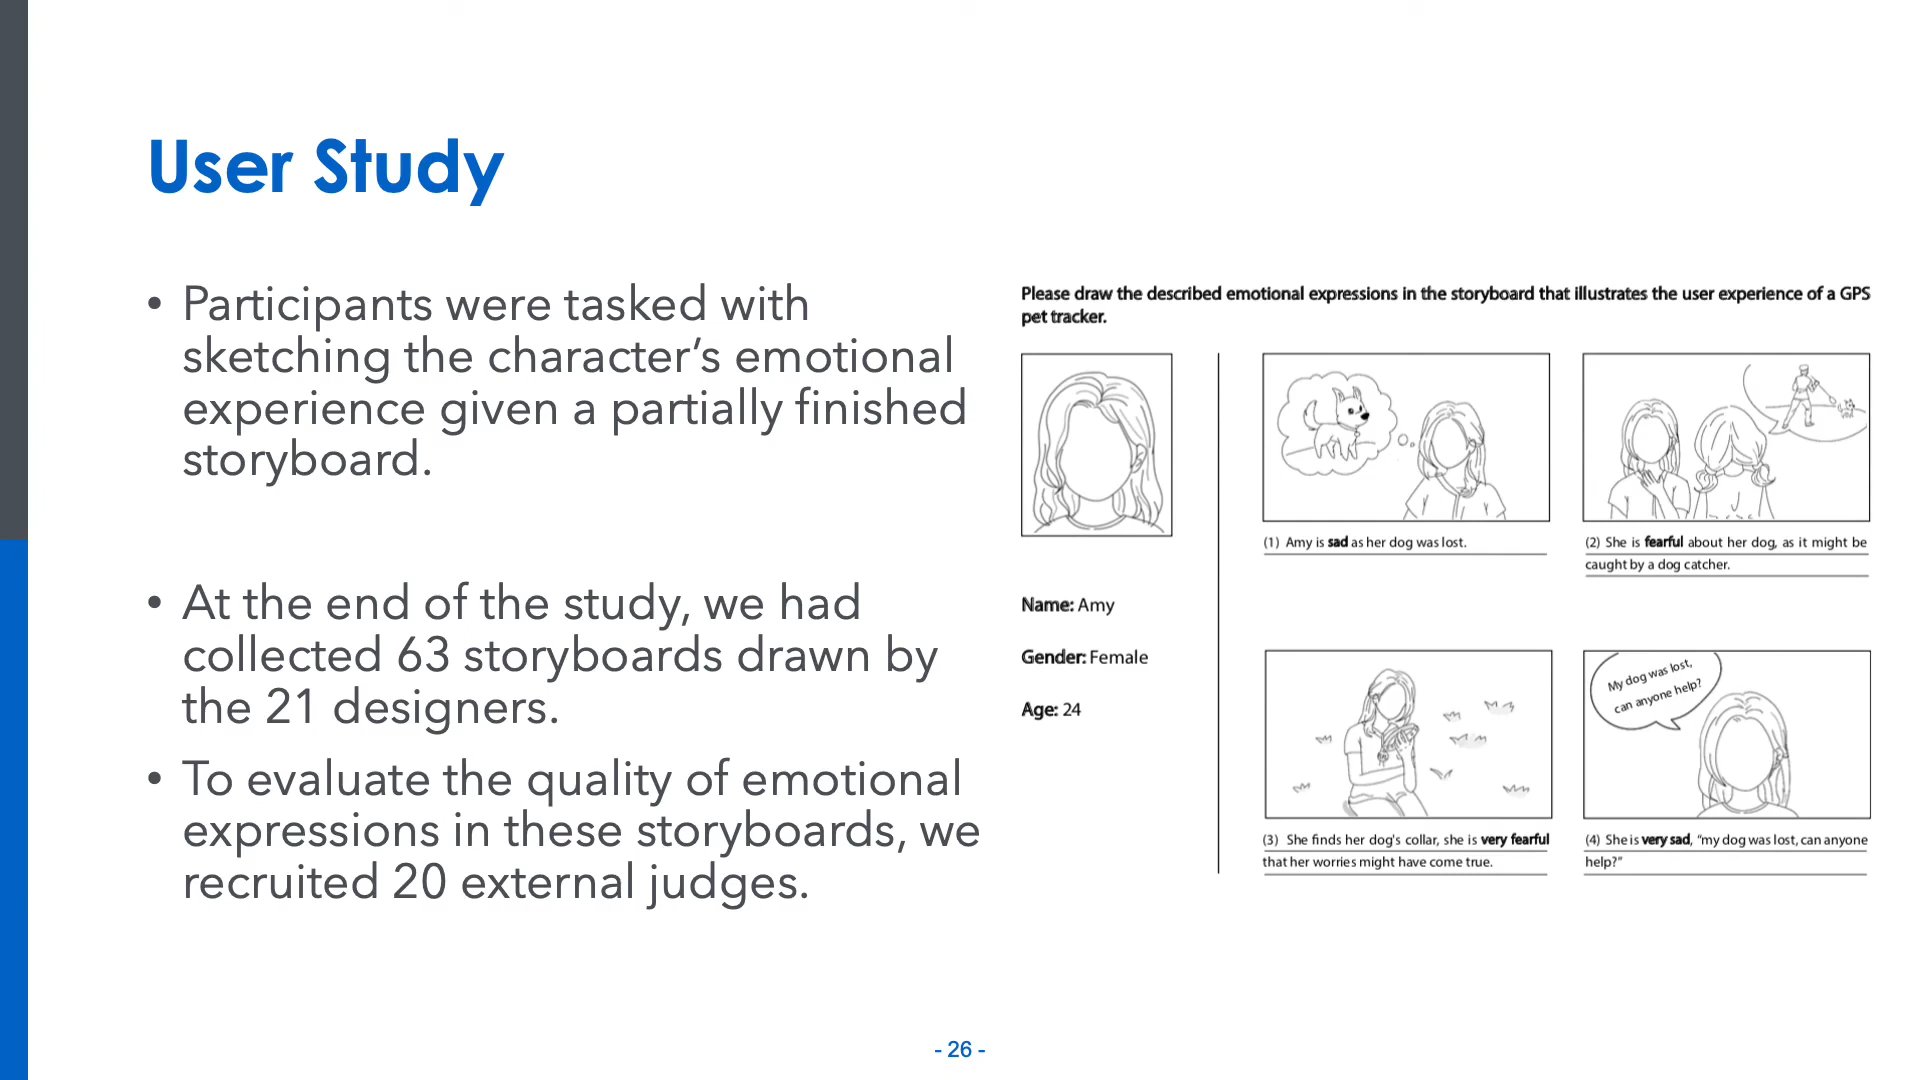 User Study
• Participants were tasked with
sketching the character’s emotional
experience given a partially finished
storyboard.
• At the end of the study, we had
collected 63 storyboards drawn by
the 21 designers.
• To evaluate the quality of emotional
expressions in these storyboards, we
recruited 20 external judges.
Please draw the described emotional expressions in the storyboard that illustrates the user experience of a GPS
pet tracker.
Name: Amy
Gender: Female
Age: 24
(1) Amy is sad as her dog was lost.
(2) She is fearful about her dog, as it might be
caught by a dog catcher.
(3) She finds her dog's collar, she is very fearful
that her worries might have come true.
My dog was lost,
can anyone help?
(4) She is very sad, “my dog was lost, can anyone
help?”
- 26 -